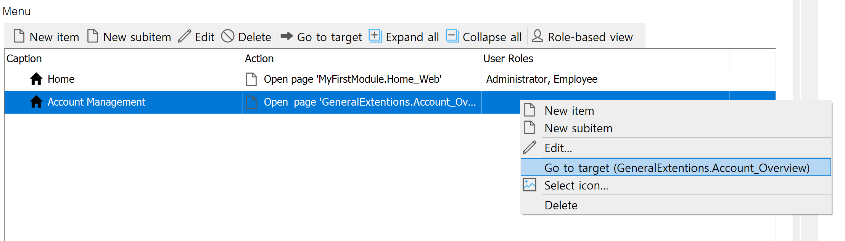 Menu
New item New subitem Edit Delete Go to target Expand all Collapse all Role-based view
Caption Action User Roles
Home Open page 'MyFirstModule.Home_Web' Administrator, Employee
Account Management Open page 'GeneralExtentions.Account_Ov...
New item
New subitem
Edit...
Go to target (GeneralExtentions.Account_Overview)
Select icon...
Delete